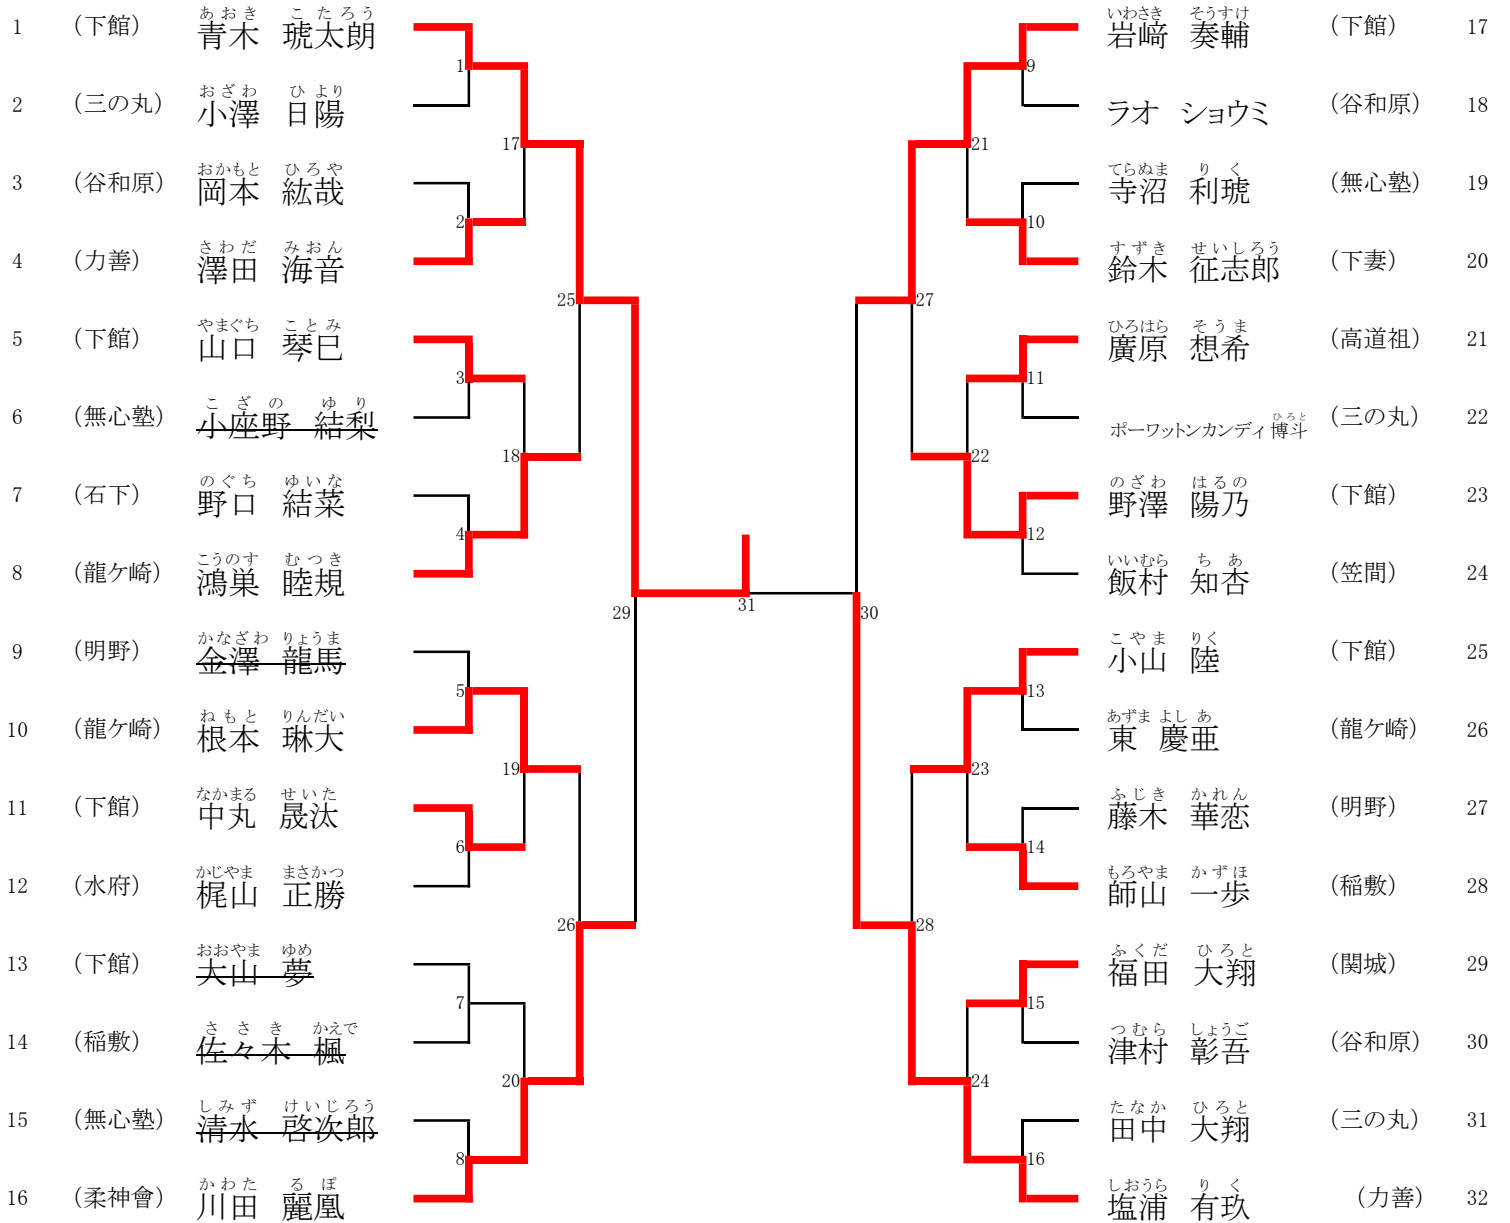 1 (下館) あおき こたろう 青木 琥太朗
2 (三の丸) おざわ ひより 小澤 日陽
3 (谷和原) おかもと ひろや 岡本 紘哉
4 (力善) さわだ みおん 澤田 海音
5 (下館) やまぐち ことみ 山口 琴巳
6 (無心塾) こざの ゆり 小座野 結梨
7 (石下) のぐち ゆいな 野口 結菜
8 (龍ケ崎) こうのす むつき 鴻巣 睦規
9 (明野) かなざわ りょうま 金澤 龍馬
10 (龍ケ崎) ねもと りんだい 根本 琳大
11 (下館) なかまる せいた 中丸 晟汰
12 (水府) かじやま まさかつ 梶山 正勝
13 (下館) おおやま ゆめ 大山 夢
14 (稲敷) ささき かえで 佐々木 楓
15 (無心塾) しみず けいじろう 清水 啓次郎
16 (柔神會) かわた るぼ 川田 麗凰
1
2
3
4
5
6
7
8
17
18
19
20
25
26
29
31
30
27
28
21
22
23
24
9
10
11
12
13
14
15
16
いわさき そうすけ 岩﨑 奏輔 (下館) 17
ラオ ショウミ (谷和原) 18
てらぬま りく 寺沼 利琥 (無心塾) 19
すずき せいしろう 鈴木 征志郎 (下妻) 20
ひろはら そうま 廣原 想希 (高道祖) 21
ポーワットンカンディ ひろと 博斗 (三の丸) 22
のざわ はるの 野澤 陽乃 (下館) 23
いいむら ちあ 飯村 知杏 (笠間) 24
こやま りく 小山 陸 (下館) 25
あずま よしあ 東 慶亜 (龍ケ崎) 26
ふじき かれん 藤木 華恋 (明野) 27
もろやま かずほ 師山 一歩 (稲敷) 28
ふくだ ひろと 福田 大翔 (関城) 29
つむら しょうご 津村 彰吾 (谷和原) 30
たなか ひろと 田中 大翔 (三の丸) 31
しおうら りく 塩浦 有玖 (力善) 32